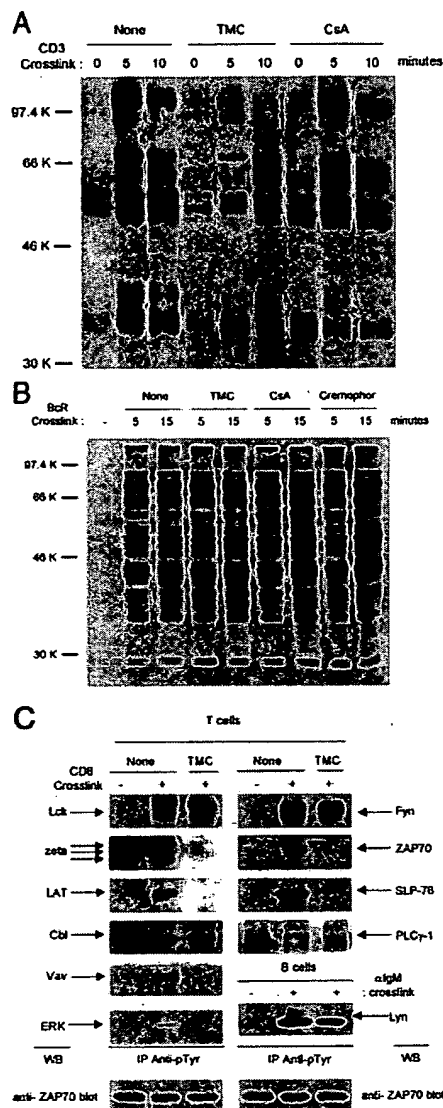 A
None TMC CsA
CD3
Crosslink 0 5 10 0 5 10 0 5 10 minutes
97.4 K
66 K
46 K
30 K
B
None TMC CsA Cremophor
BcR
Crosslink : - 5 15 5 15 5 15 5 15 minutes
97.4 K
66 K
46 K
30 K
C
T cells
None TMC None TMC
Crosslink - + + - + +
Lck Fyn
zeta ZAP70
LAT SLP-76
Cbl PLCγ-1
Vav
B cells
αIgM
- + + : crosslink
Lyn
ERK
WB IP Anti-pTyr IP Anti-pTyr WB
anti- ZAP70 blot anti- ZAP70 blot